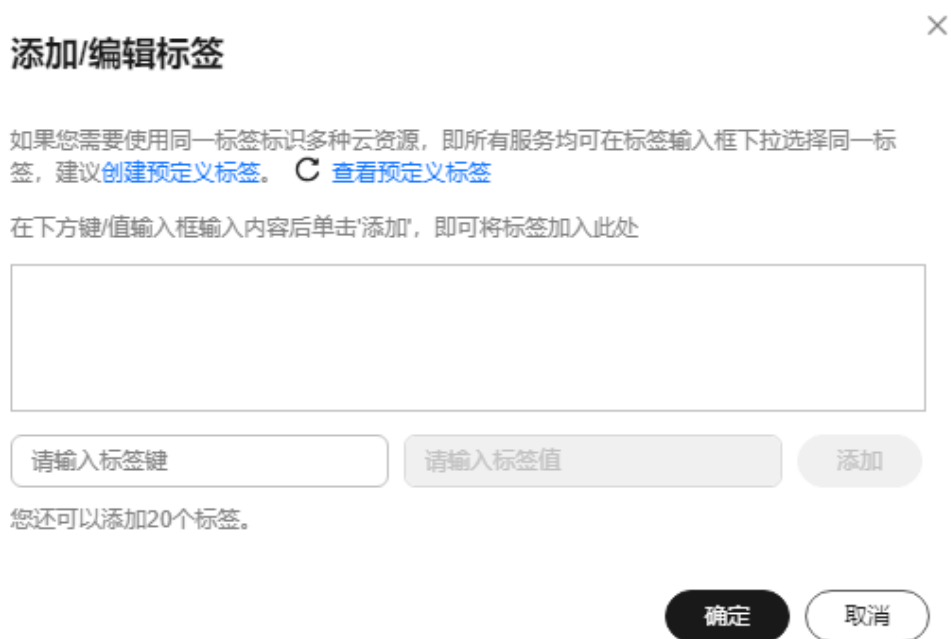 添加/编辑标签
如果您需要使用同一标签标识多种云资源，即所有服务均可在标签输入框下拉选择同一标
签，建议创建预定义标签。 查看预定义标签
在下方键/值输入框输入内容后单击'添加'，即可将标签加入此处
请输入标签键 请输入标签值 添加
您还可以添加20个标签。
确定 取消